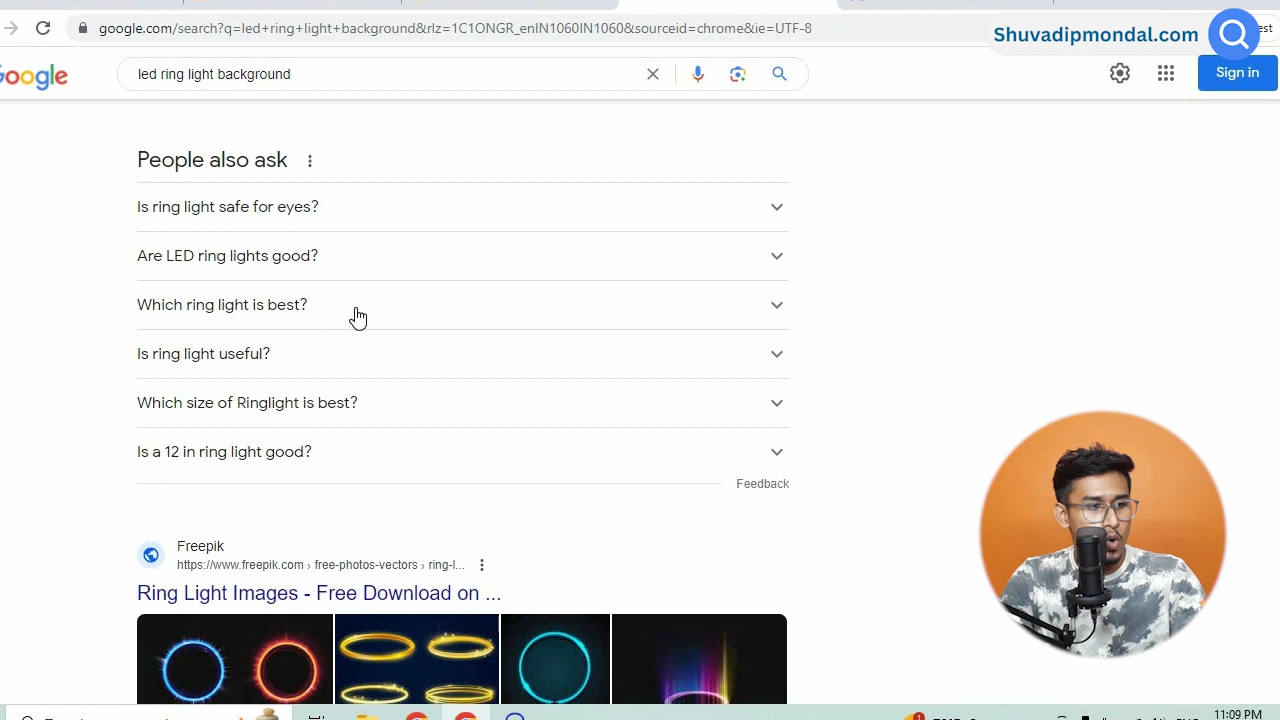 google.com/search?q=led+ring+light+background&rlz=1C1ONGR_enIN1060IN1060&sourceid=chrome&ie=UTF-8
Shuvadipmondal.com
Google
led ring light background
Sign in
People also ask
Is ring light safe for eyes?
Are LED ring lights good?
Which ring light is best?
Is ring light useful?
Which size of Ringlight is best?
Is a 12 in ring light good?
Feedback
Freepik
https://www.freepik.com › free-photos-vectors › ring-l...
Ring Light Images - Free Download on ...
11:09 PM